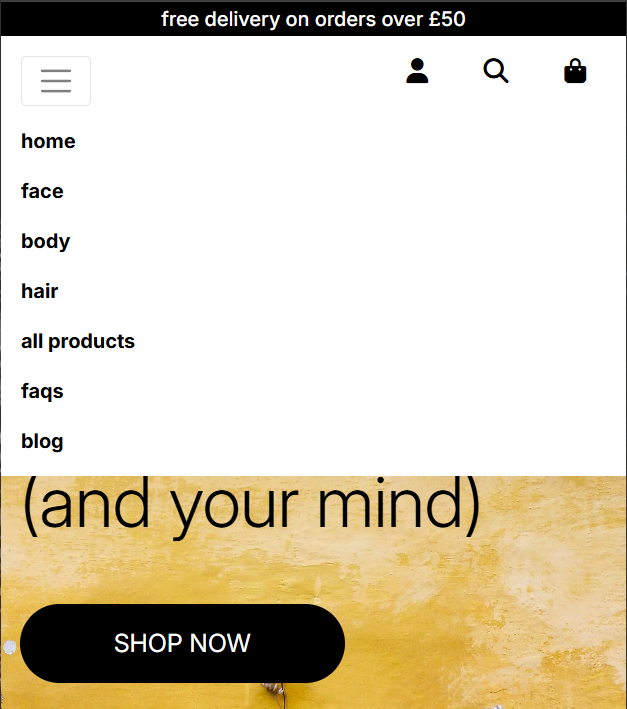 free delivery on orders over £50
home
face
body
hair
all products
faqs
blog
(and your mind)
SHOP NOW